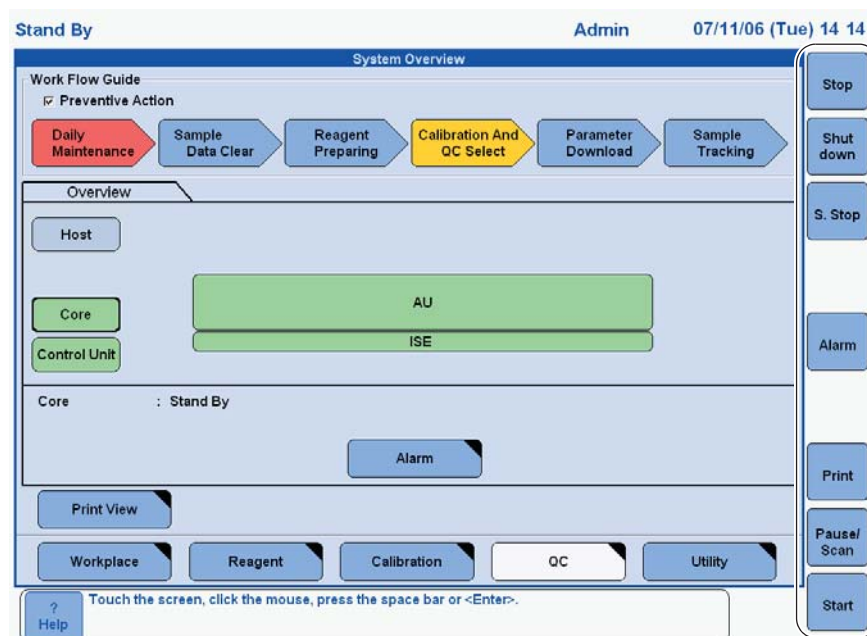 Stand By
Admin
07/11/06 (Tue) 14 14
System Overview
Work Flow Guide
Preventive Action
Daily
Maintenance
Sample
Data Clear
Reagent
Preparing
Calibration And
QC Select
Parameter
Download
Sample
Tracking
Overview
Host
Core
Control Unit
AU
ISE
Core : Stand By
Alarm
Print View
Workplace
Reagent
Calibration
QC
Utility
?
Help
Touch the screen, click the mouse, press the space bar or <Enter>.
Stop
Shut
down
S. Stop
Alarm
Print
Pause/
Scan
Start